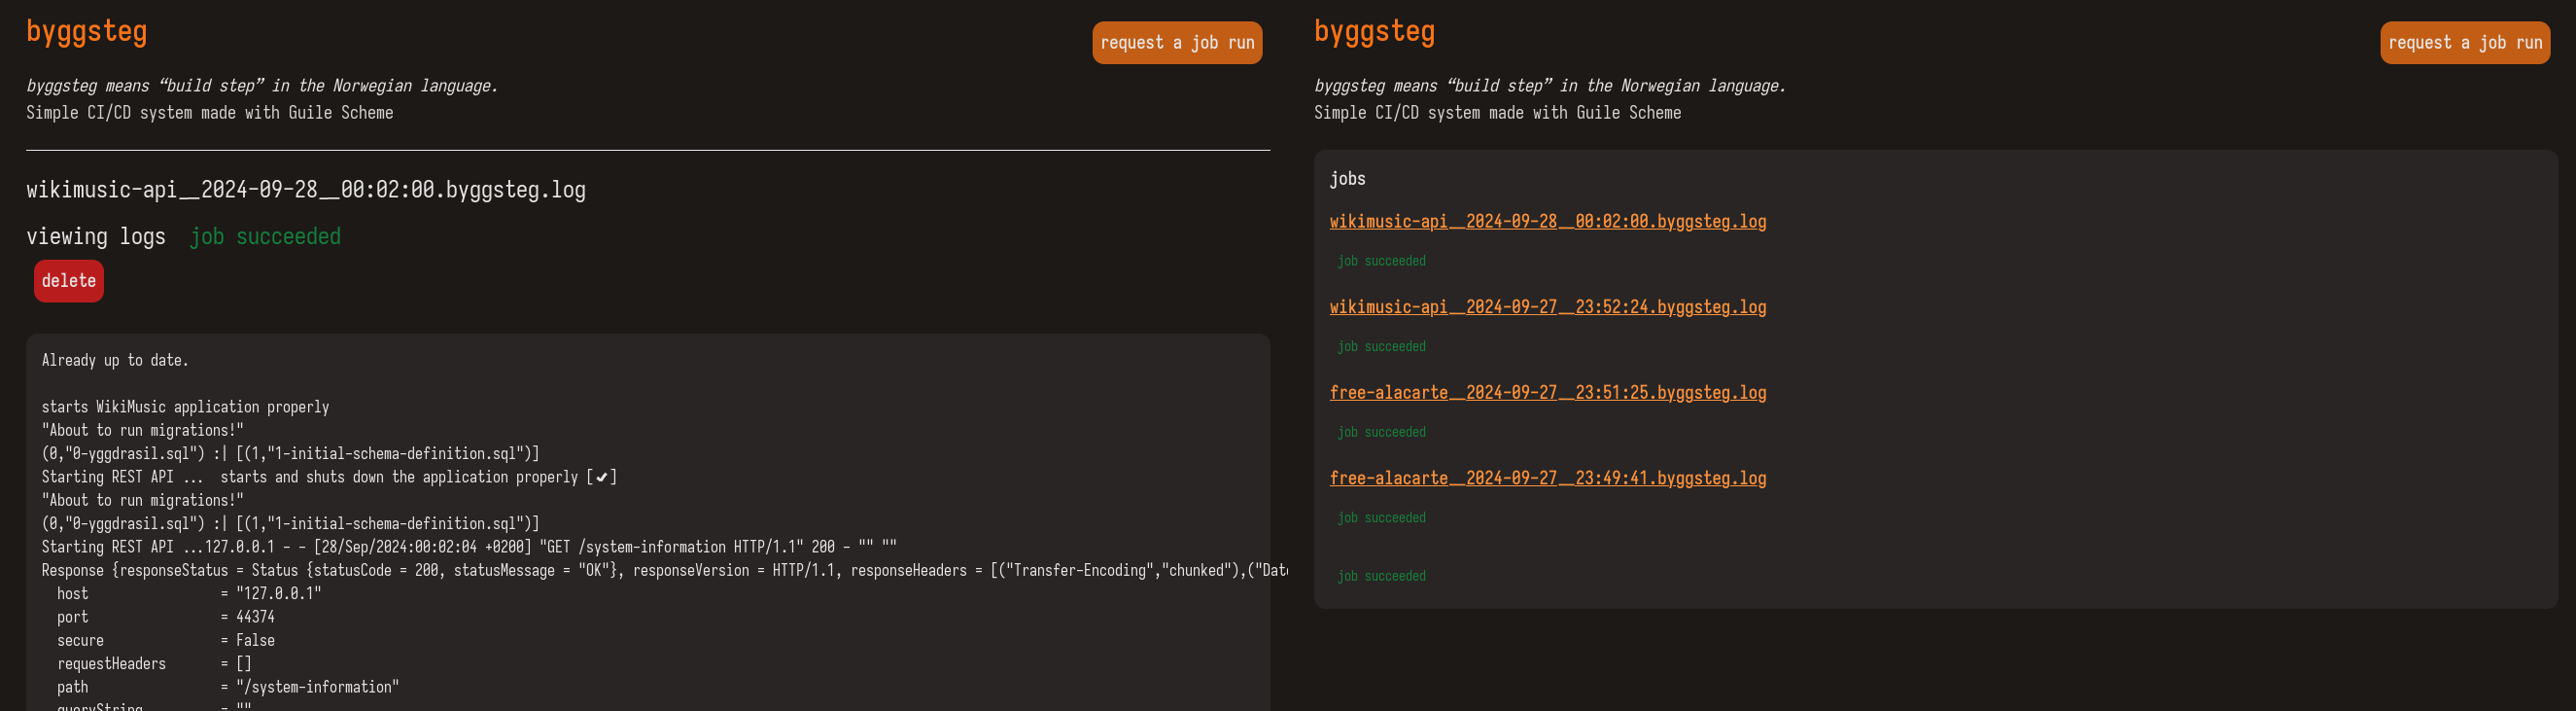 byggsteg
request a job run
byggsteg means “build step” in the Norwegian language.
Simple CI/CD system made with Guile Scheme
wikimusic-api__2024-09-28__00:02:00.byggsteg.log
viewing logs job succeeded
delete
Already up to date.
starts WikiMusic application properly
"About to run migrations!"
(0,"0-yggdrasil.sql") :| [(1,"1-initial-schema-definition.sql")]
Starting REST API ... starts and shuts down the application properly [✔]
"About to run migrations!"
(0,"0-yggdrasil.sql") :| [(1,"1-initial-schema-definition.sql")]
Starting REST API ...127.0.0.1 - - [28/Sep/2024:00:02:04 +0200] "GET /system-information HTTP/1.1" 200 - "" ""
Response {responseStatus = Status {statusCode = 200, statusMessage = "OK"}, responseVersion = HTTP/1.1, responseHeaders = [("Transfer-Encoding","chunked"),("Dat
host = "127.0.0.1"
port = 44374
secure = False
requestHeaders = []
path = "/system-information"
queryString = ""
byggsteg
request a job run
byggsteg means “build step” in the Norwegian language.
Simple CI/CD system made with Guile Scheme
jobs
wikimusic-api__2024-09-28__00:02:00.byggsteg.log
job succeeded
wikimusic-api__2024-09-27__23:52:24.byggsteg.log
job succeeded
free-alacarte__2024-09-27__23:51:25.byggsteg.log
job succeeded
free-alacarte__2024-09-27__23:49:41.byggsteg.log
job succeeded
job succeeded